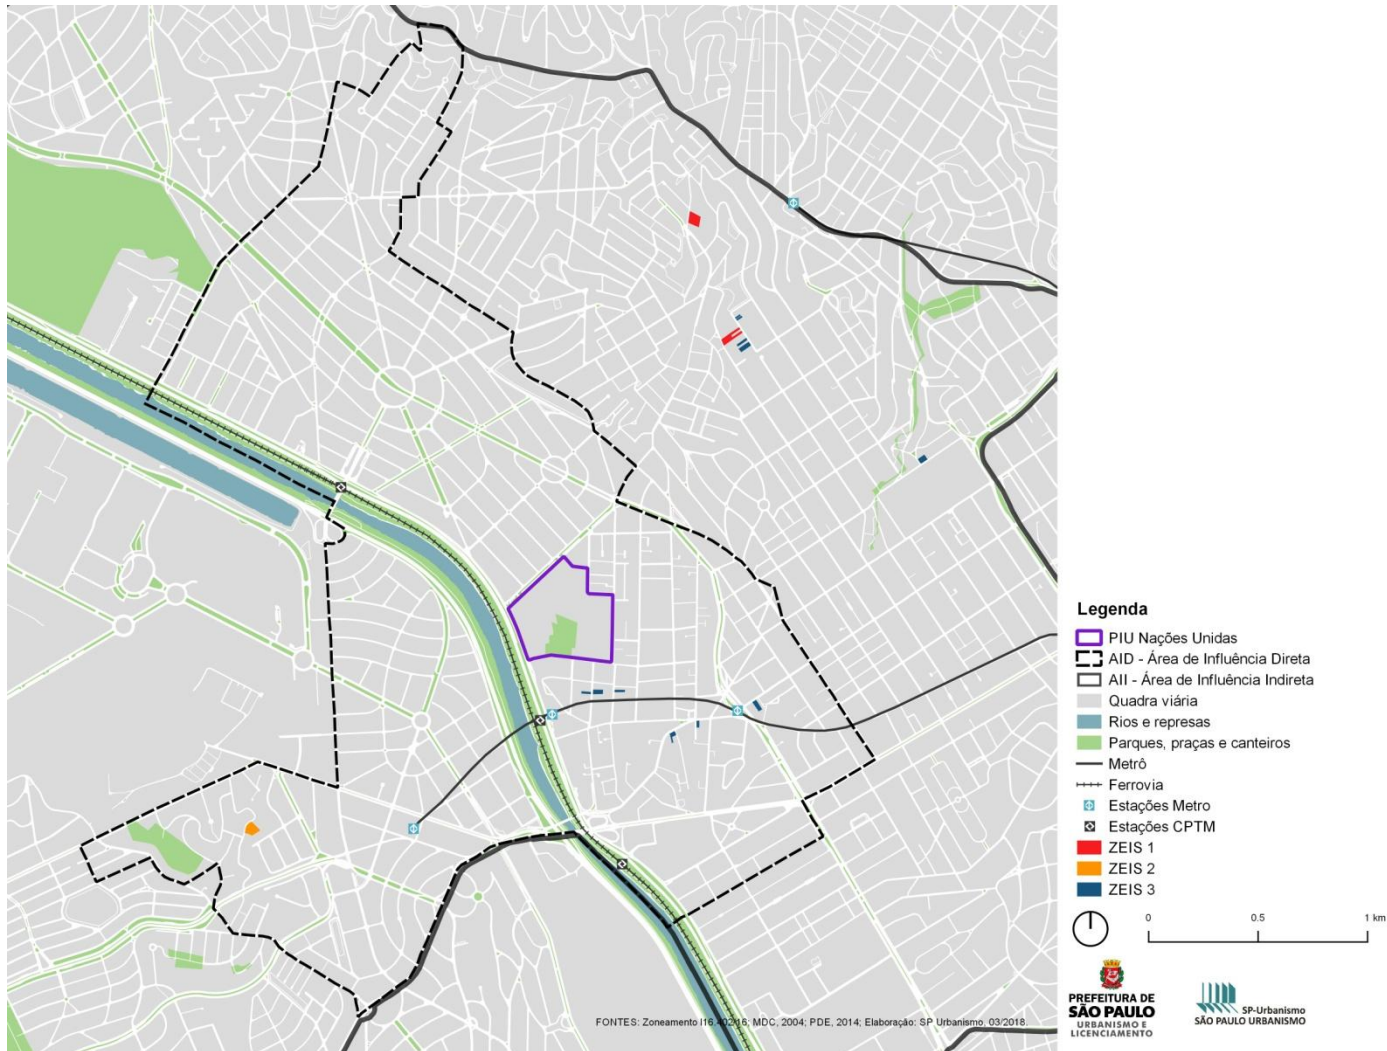 Legenda
PIU Nações Unidas
AID - Área de Influência Direta
AII - Área de Influência Indireta
Quadra viária
Rios e represas
Parques, praças e canteiros
Metrô
Ferrovia
Estações Metro
Estações CPTM
ZEIS 1
ZEIS 2
ZEIS 3
0 0.5 1 km
PREFEITURA DE
SÃO PAULO
URBANISMO E
LICENCIAMENTO
SP-Urbanismo
SÃO PAULO URBANISMO
FONTES: Zoneamento l16.402/16; MDC, 2004; PDE, 2014; Elaboração: SP Urbanismo, 03/2018.